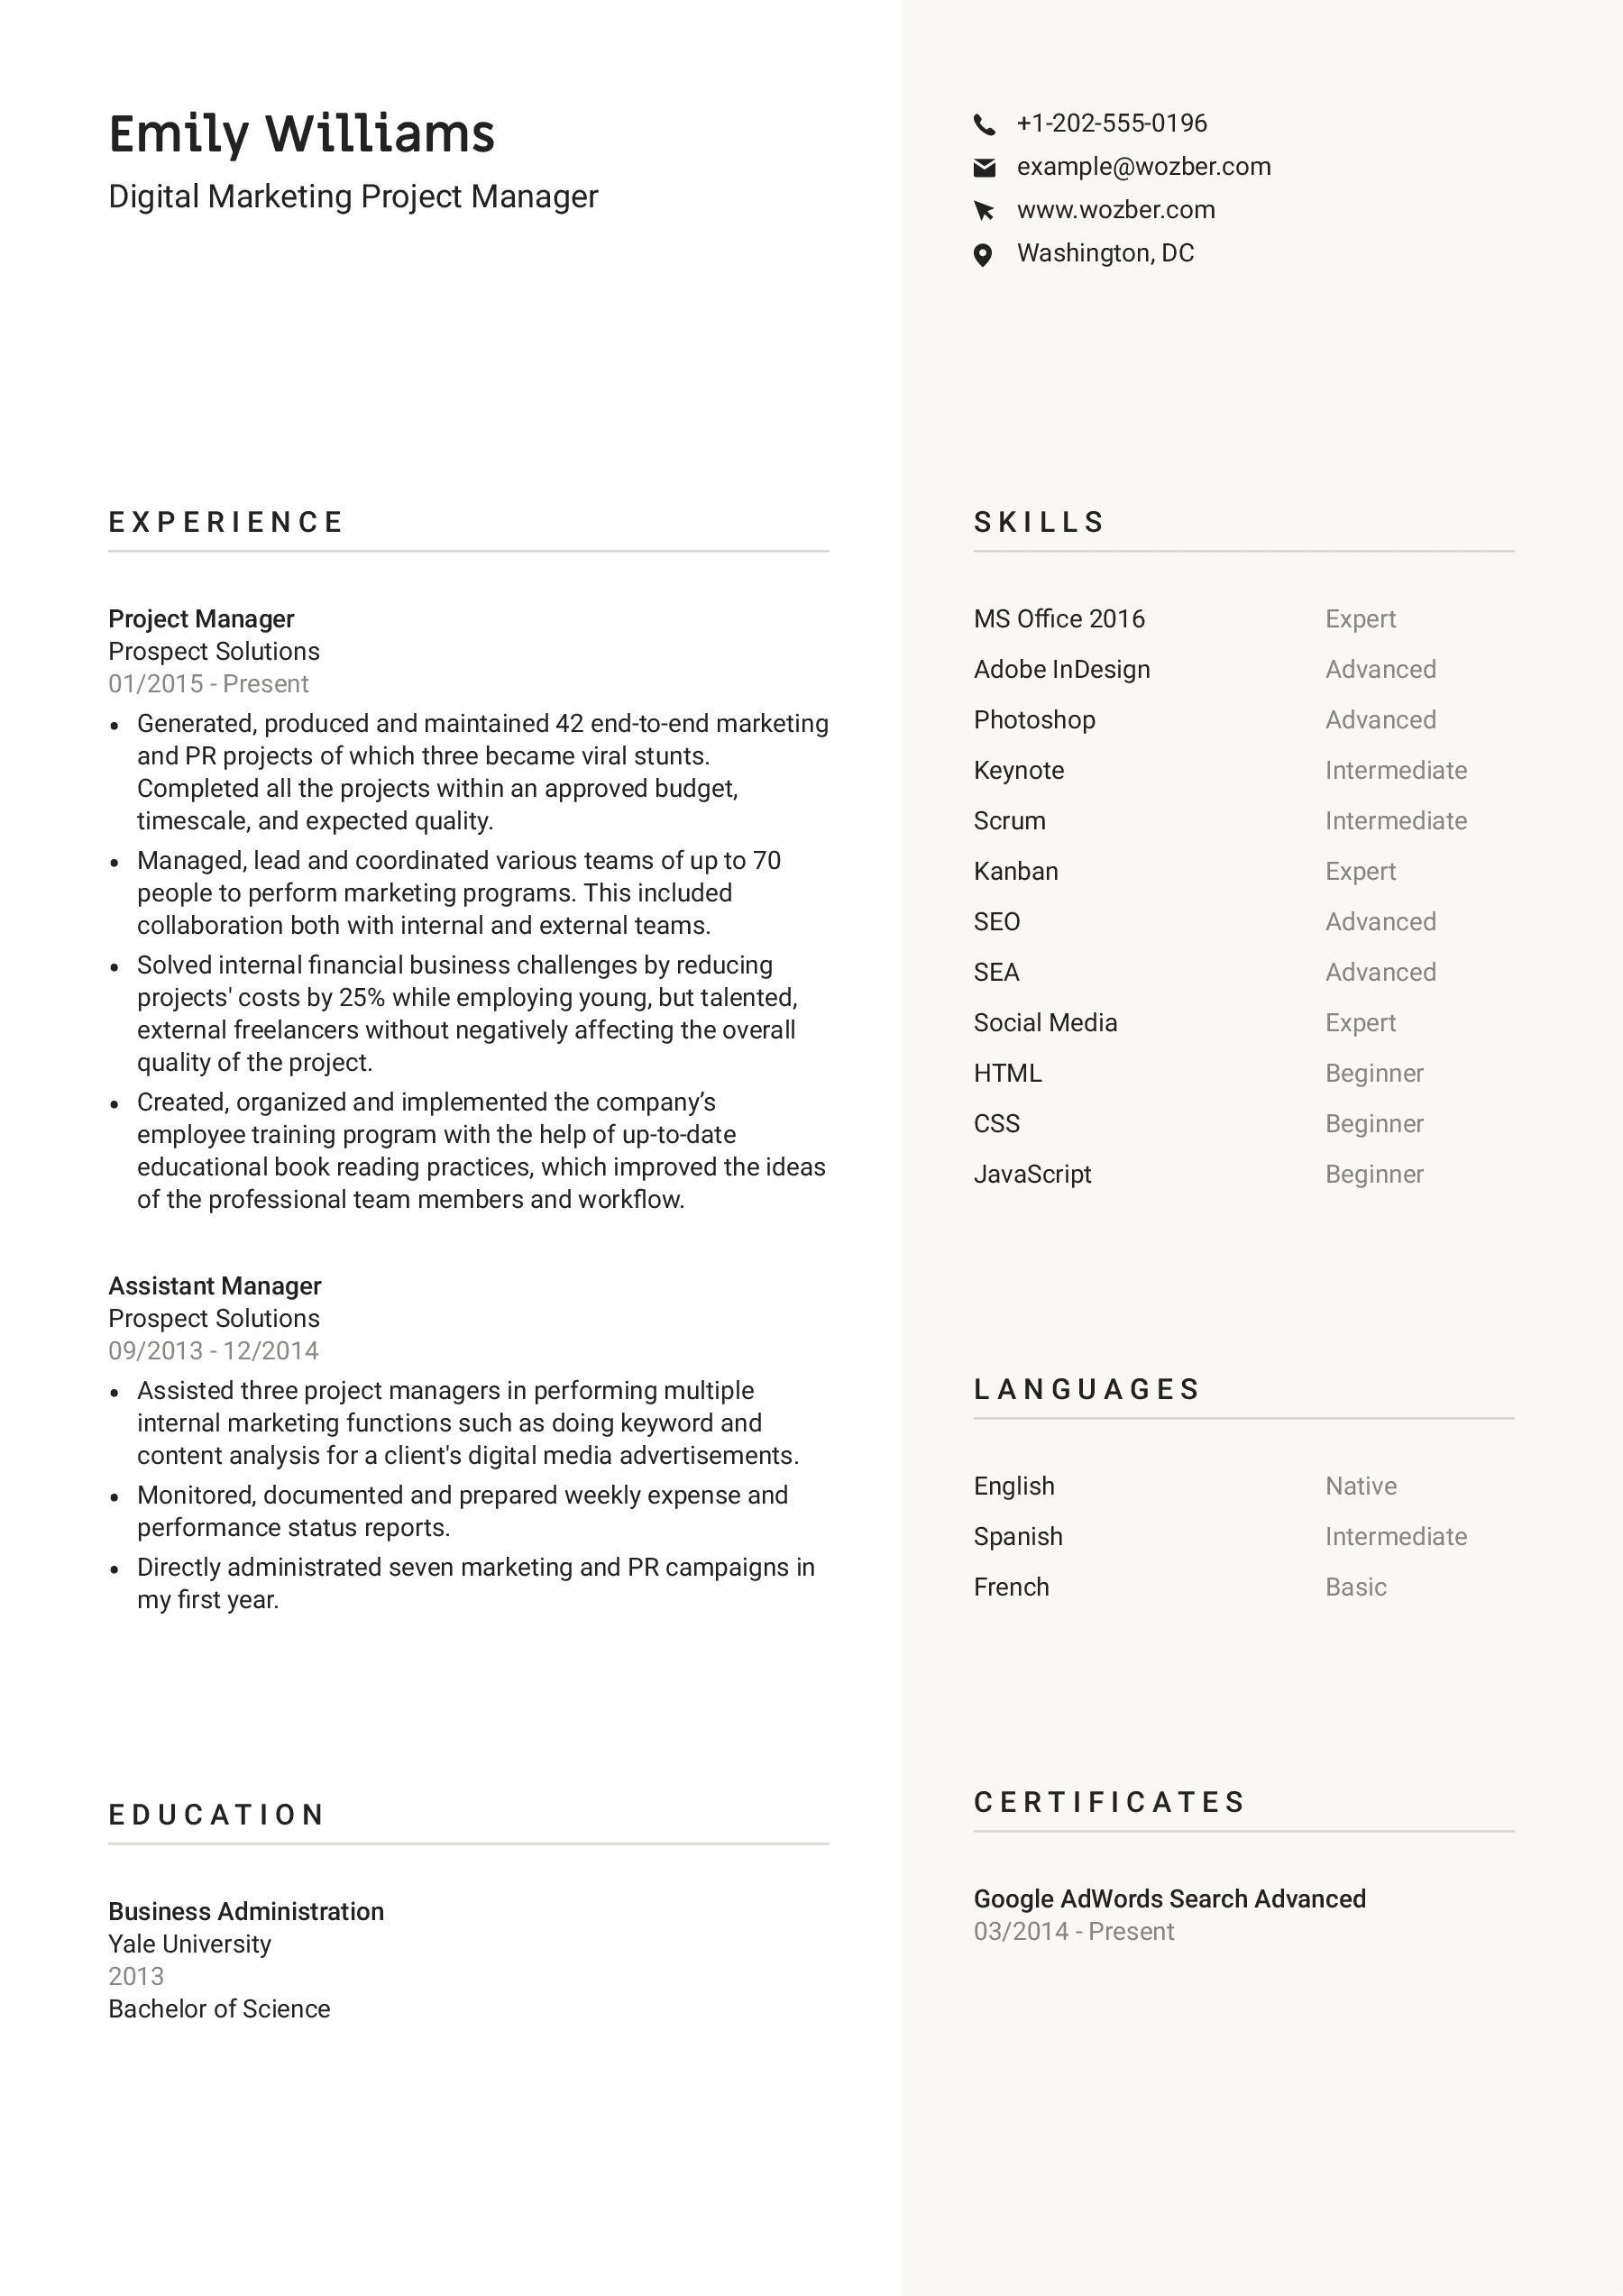 Emily Williams
Digital Marketing Project Manager
+1-202-555-0196
example@wozber.com
www.wozber.com
Washington, DC
EXPERIENCE
Project Manager
Prospect Solutions
01/2015 - Present
• Generated, produced and maintained 42 end-to-end marketing
and PR projects of which three became viral stunts.
Completed all the projects within an approved budget,
timescale, and expected quality.
• Managed, lead and coordinated various teams of up to 70
people to perform marketing programs. This included
collaboration both with internal and external teams.
• Solved internal financial business challenges by reducing
projects' costs by 25% while employing young, but talented,
external freelancers without negatively affecting the overall
quality of the project.
• Created, organized and implemented the company’s
employee training program with the help of up-to-date
educational book reading practices, which improved the ideas
of the professional team members and workflow.
Assistant Manager
Prospect Solutions
09/2013 - 12/2014
• Assisted three project managers in performing multiple
internal marketing functions such as doing keyword and
content analysis for a client's digital media advertisements.
• Monitored, documented and prepared weekly expense and
performance status reports.
• Directly administrated seven marketing and PR campaigns in
my first year.
EDUCATION
Business Administration
Yale University
2013
Bachelor of Science
SKILLS
MS Office 2016 Expert
Adobe InDesign Advanced
Photoshop Advanced
Keynote Intermediate
Scrum Intermediate
Kanban Expert
SEO Advanced
SEA Advanced
Social Media Expert
HTML Beginner
CSS Beginner
JavaScript Beginner
LANGUAGES
English Native
Spanish Intermediate
French Basic
CERTIFICATES
Google AdWords Search Advanced
03/2014 - Present